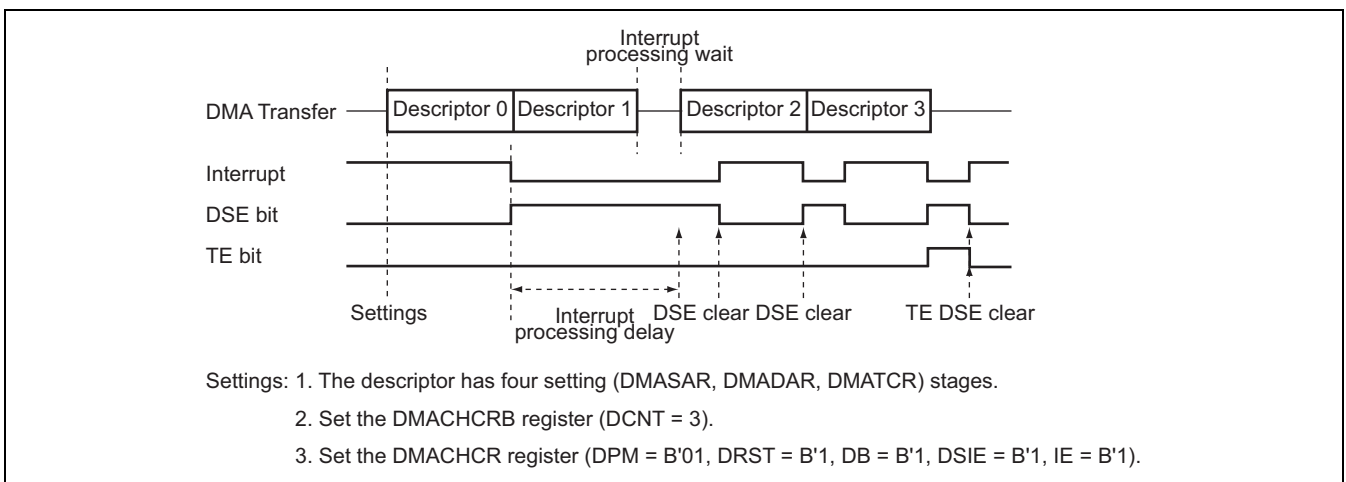 Interrupt
processing wait
DMA Transfer Descriptor 0 Descriptor 1 Descriptor 2 Descriptor 3
Interrupt
DSE bit
TE bit
Settings Interrupt DSE clear DSE clear TE DSE clear
processing delay
Settings: 1. The descriptor has four setting (DMASAR, DMADAR, DMATCR) stages.
2. Set the DMACHCRB register (DCNT = 3).
3. Set the DMACHCR register (DPM = B'01, DRST = B'1, DB = B'1, DSIE = B'1, IE = B'1).